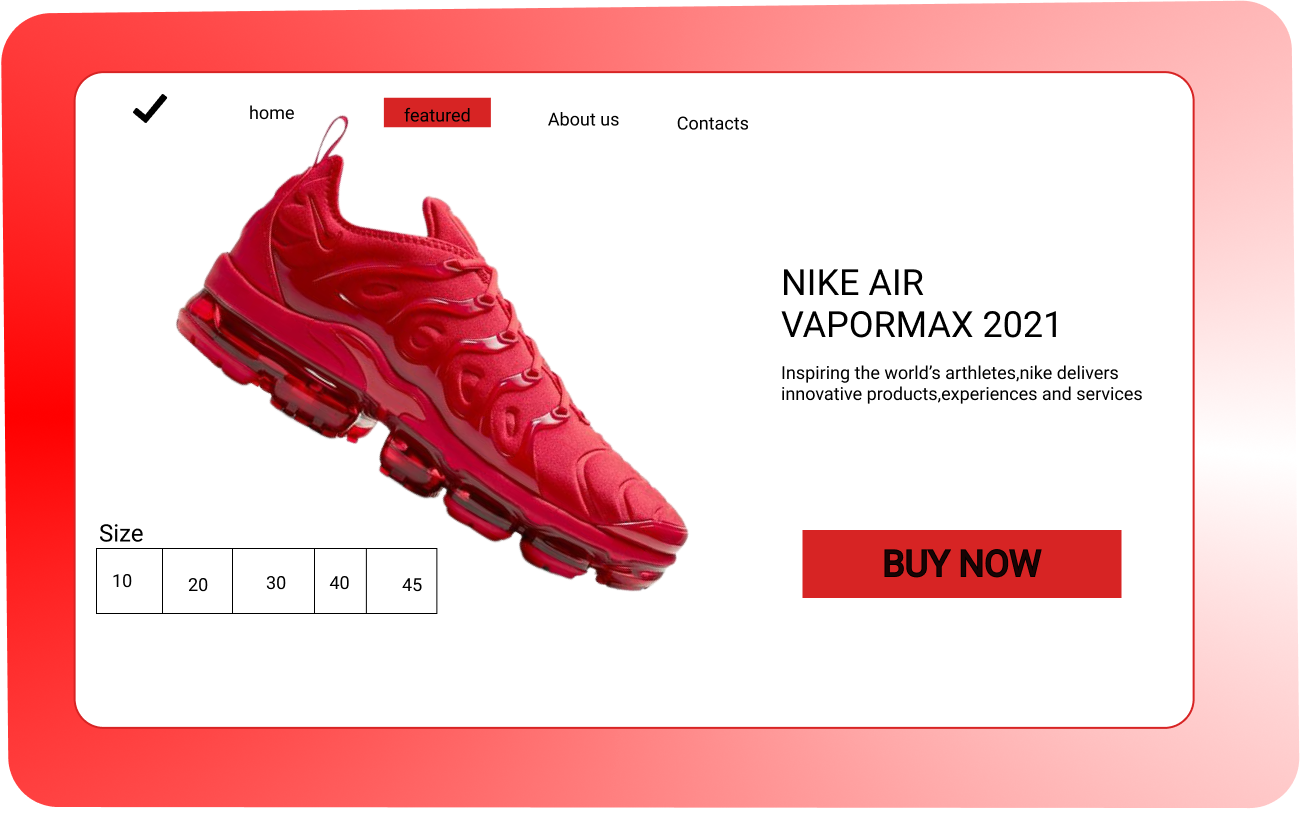 home
featured
About us
Contacts
NIKE AIR
VAPORMAX 2021
Inspiring the world’s arthletes,nike delivers
innovative products,experiences and services
Size
10
20
30
40
45
BUY NOW